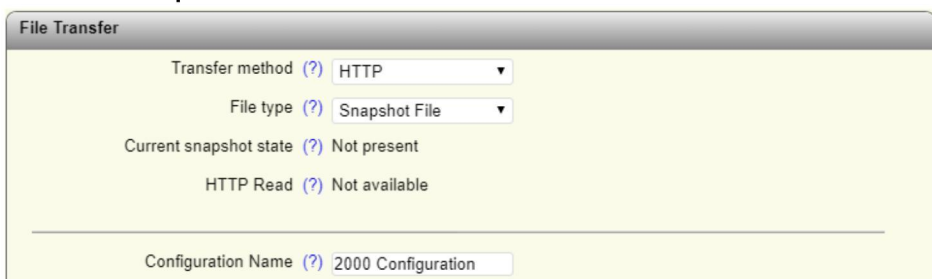 File Transfer
Transfer method (?) HTTP
File type (?) Snapshot File
Current snapshot state (?) Not present
HTTP Read (?) Not available
Configuration Name (?) 2000 Configuration